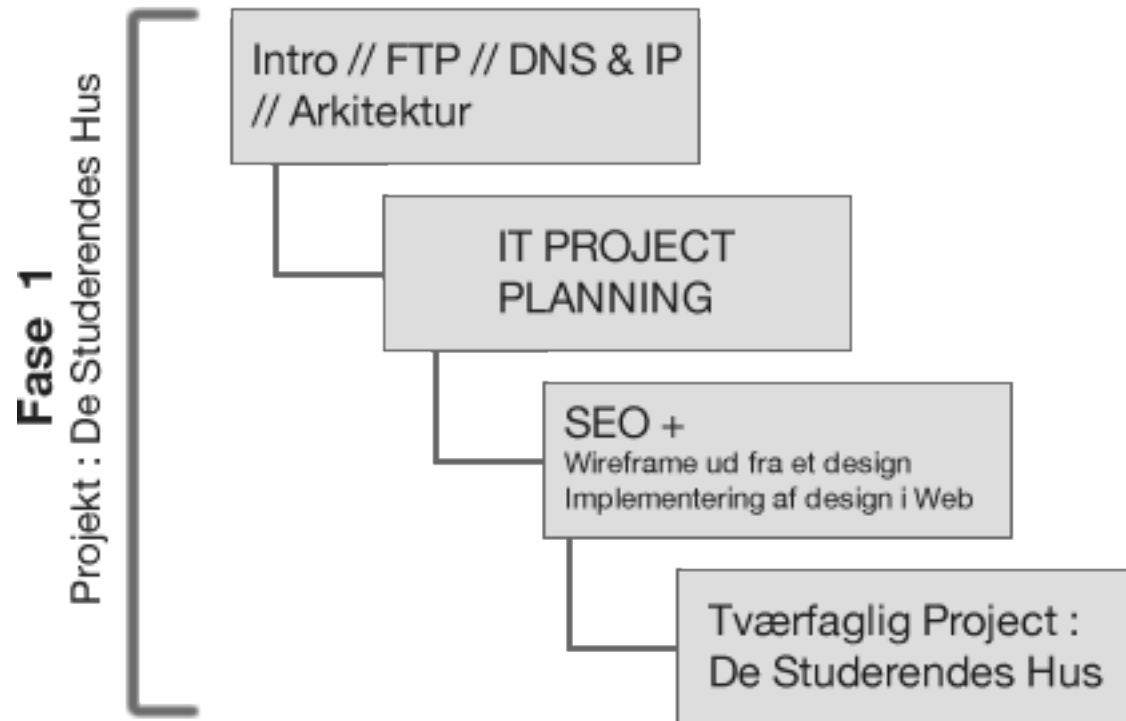 Fase 1
Projekt : De Studerendes Hus
Intro // FTP // DNS & IP
// Arkitektur
IT PROJECT
PLANNING
SEO +
Wireframe ud fra et design
Implementering af design i Web
Tværfaglig Project :
De Studerendes Hus